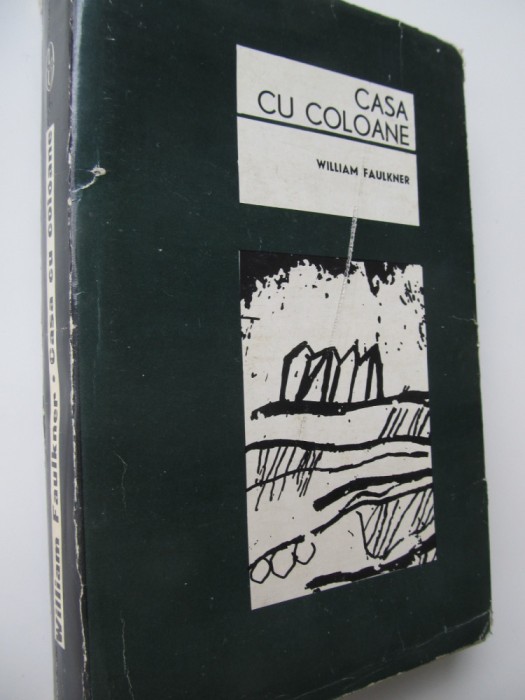 CASA
CU COLOANE
WILLIAM FAULKNER
William Faulkner • Casa cu coloane